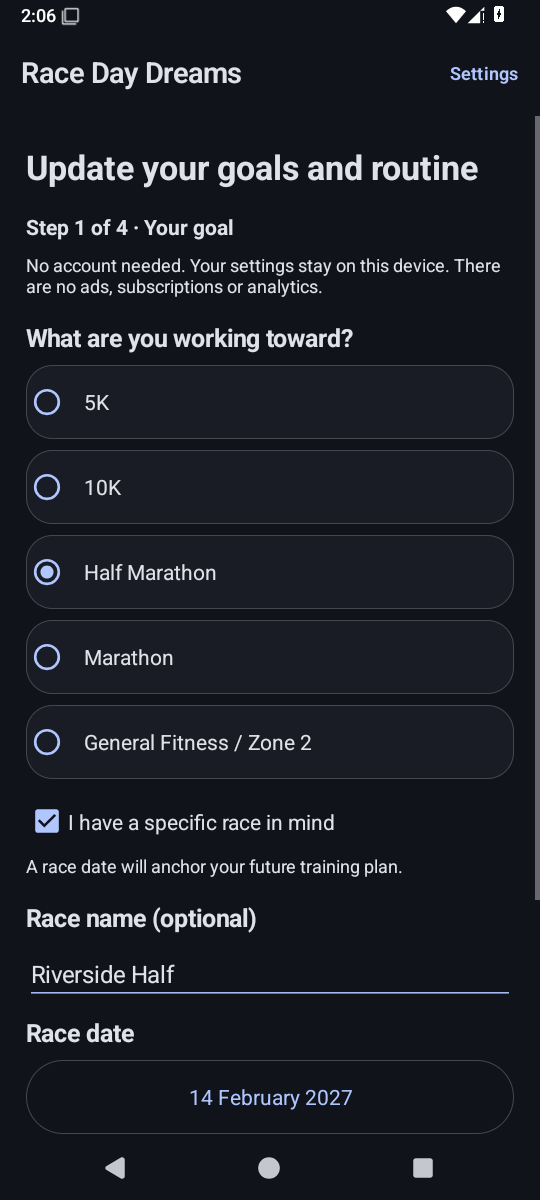 2:06
Race Day Dreams
Settings
Update your goals and routine
Step 1 of 4 · Your goal
No account needed. Your settings stay on this device. There
are no ads, subscriptions or analytics.
What are you working toward?
5K
10K
Half Marathon
Marathon
General Fitness / Zone 2
I have a specific race in mind
A race date will anchor your future training plan.
Race name (optional)
Riverside Half
Race date
14 February 2027